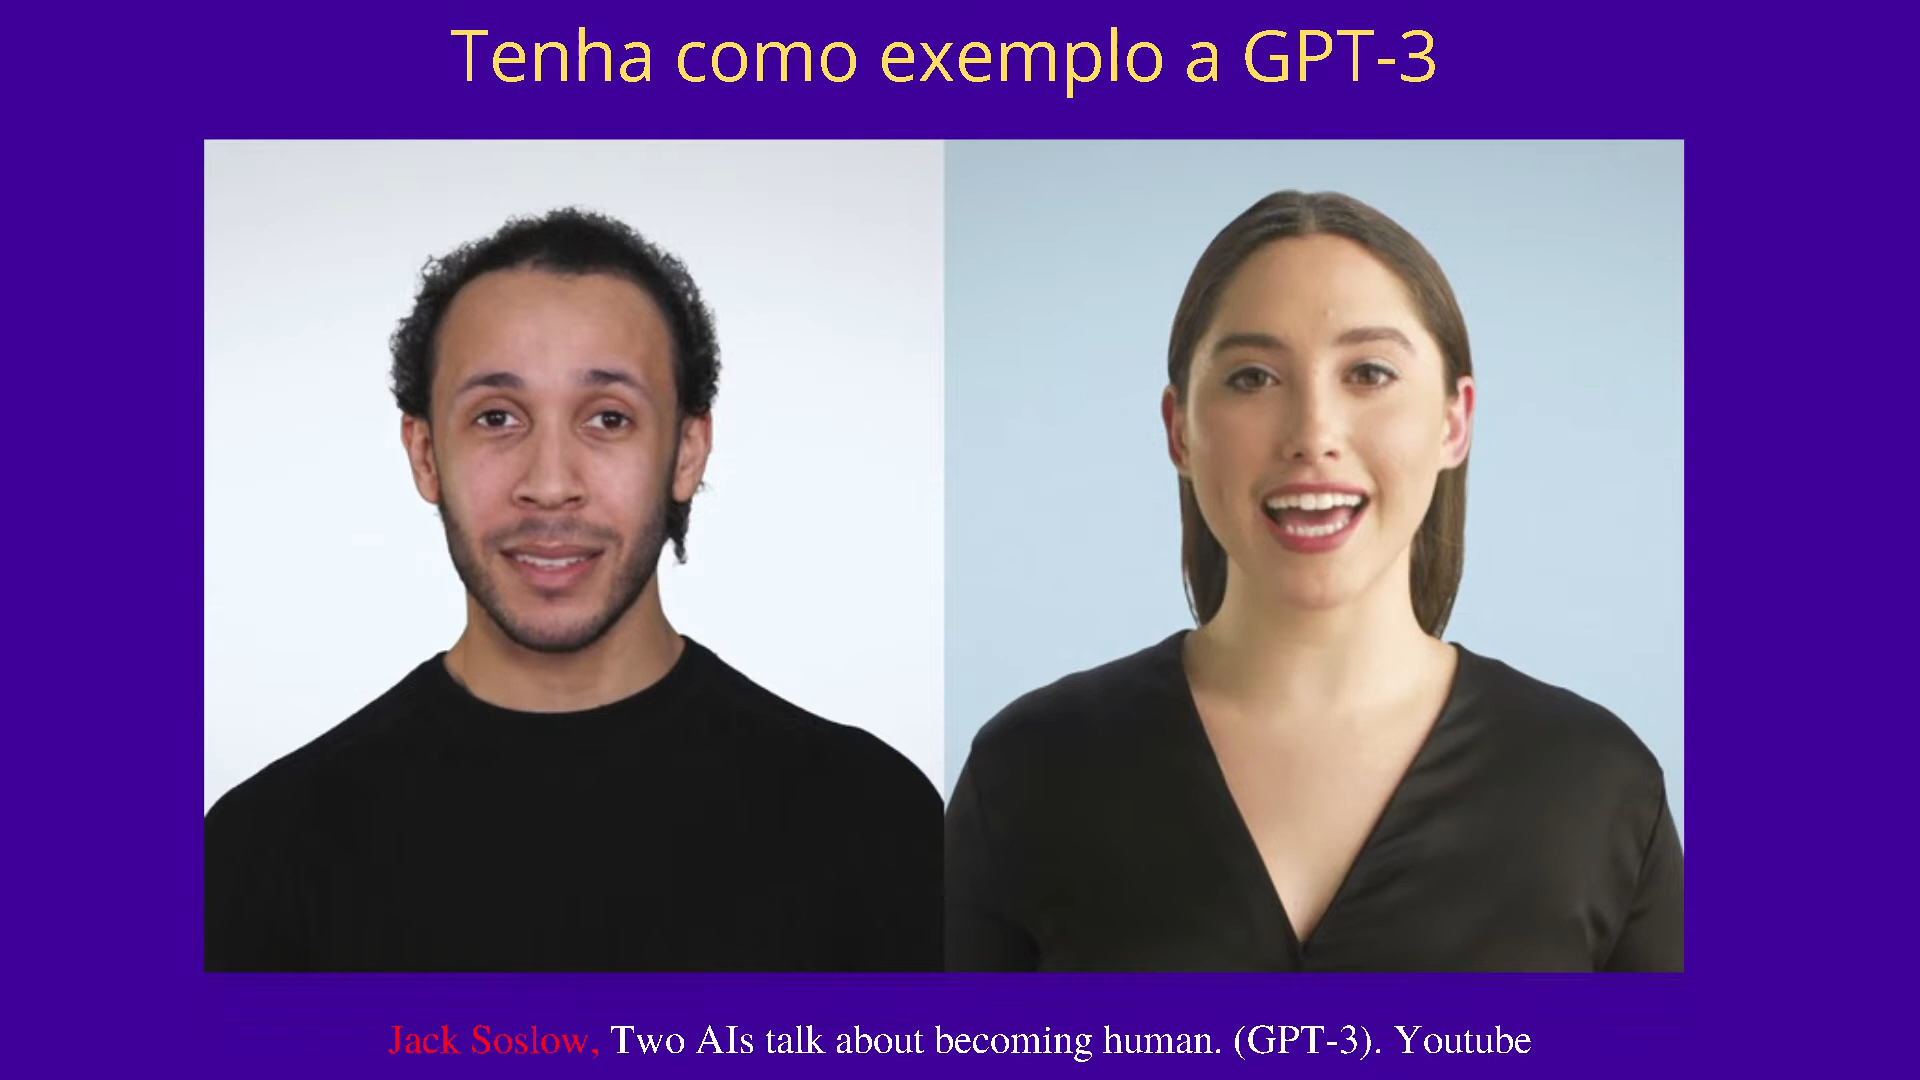 Tenha como exemplo a GPT-3
Jack Soslow, Two AIs talk about becoming human. (GPT-3). Youtube